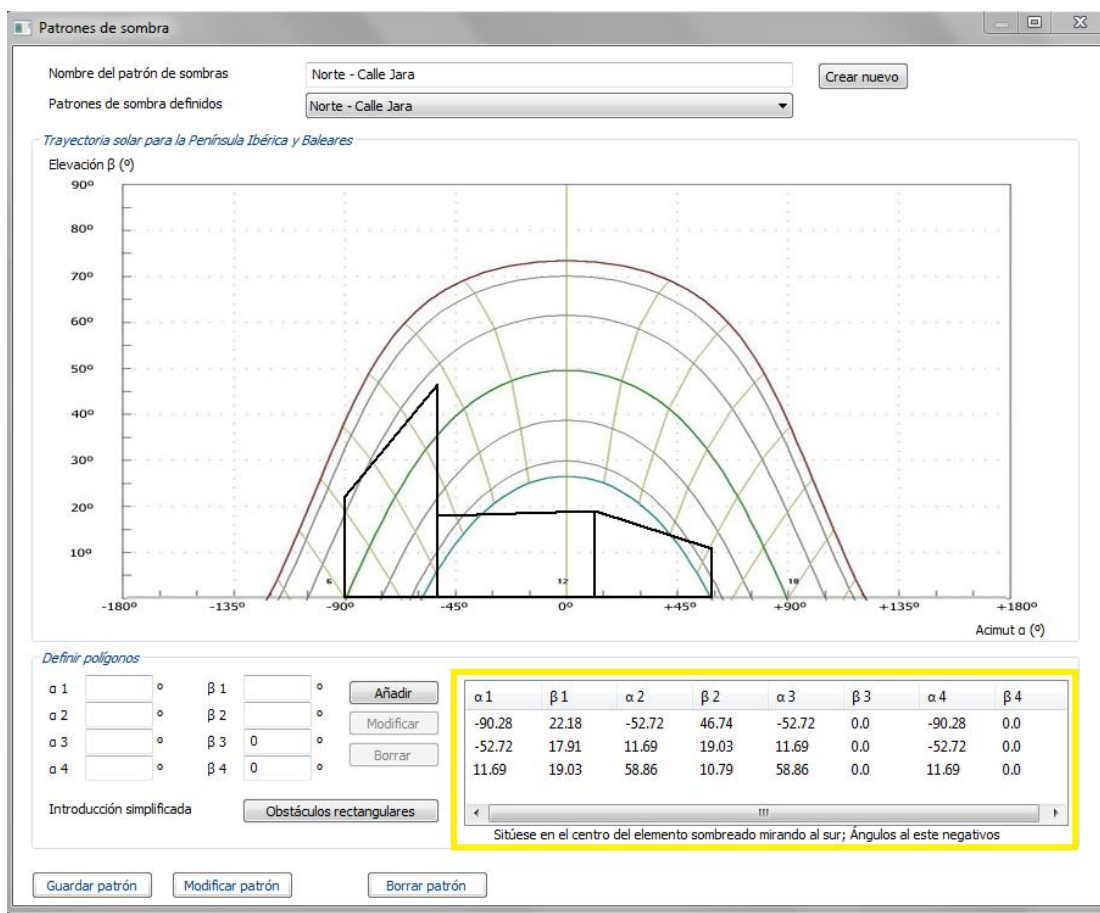 Patrones de sombra
Nombre del patrón de sombras Norte - Calle Jara Crear nuevo
Patrones de sombra definidos Norte - Calle Jara
Trayectoria solar para la Península Ibérica y Baleares
Elevación β (º)
90º
80º
70º
60º
50º
40º
30º
20º
10º
6 12 18
-180º -135º -90º -45º 0º +45º +90º +135º +180º
Acimut α (º)
Definir polígonos
α 1 º β 1 º Añadir
α 2 º β 2 º Modificar
α 3 º β 3 0 º Borrar
α 4 º β 4 0 º
Introducción simplificada Obstáculos rectangulares
α 1 β 1 α 2 β 2 α 3 β 3 α 4 β 4
-90.28 22.18 -52.72 46.74 -52.72 0.0 -90.28 0.0
-52.72 17.91 11.69 19.03 11.69 0.0 -52.72 0.0
11.69 19.03 58.86 10.79 58.86 0.0 11.69 0.0
Sitúese en el centro del elemento sombreado mirando al sur; Ángulos al este negativos
Guardar patrón Modificar patrón Borrar patrón